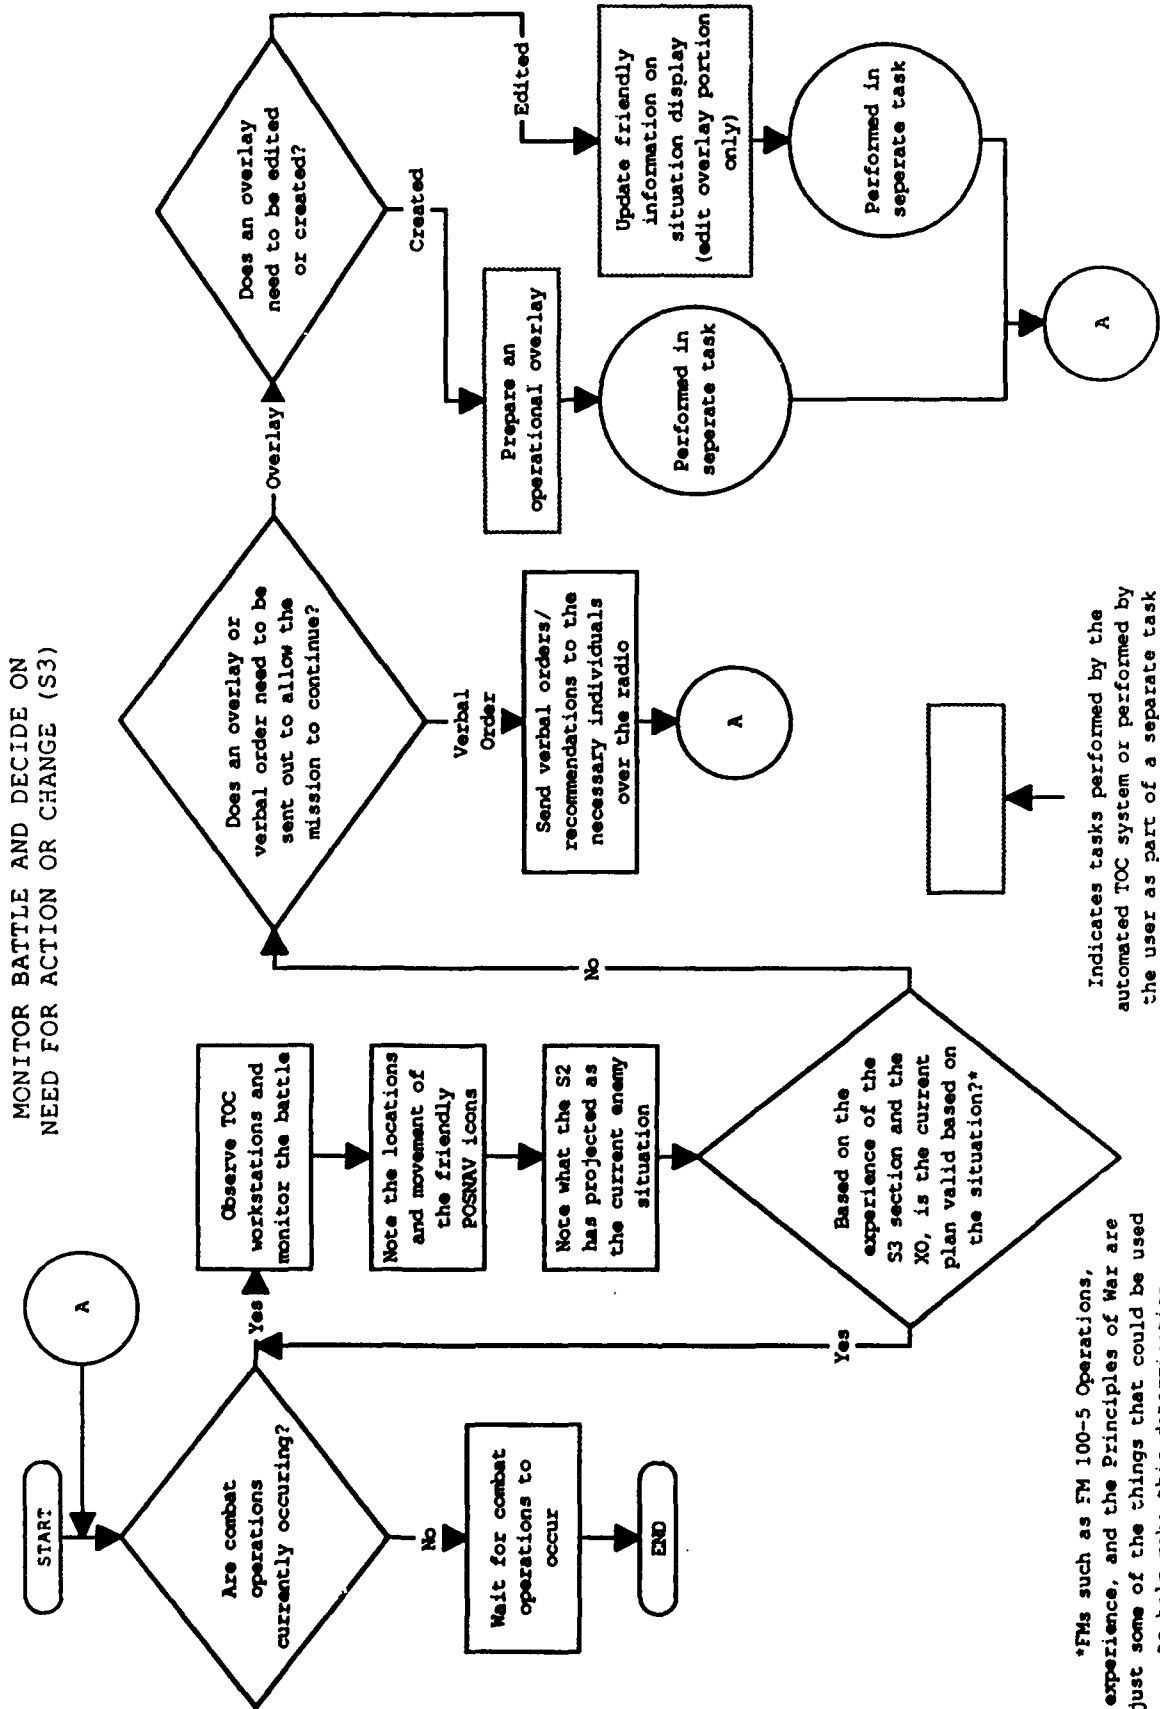 MONITOR BATTLE AND DECIDE ON
NEED FOR ACTION OR CHANGE (S3)
START
A
Are combat
operations
currently occuring?
No
Wait for combat
operations to
occur
END
Yes
Observe TOC
workstations and
monitor the battle
Note the locations
and movement of
the friendly
POSNAV icons
Note what the S2
has projected as
the current enemy
situation
Based on the
experience of the
S3 section and the
XO, is the current
plan valid based on
the situation?*
Yes
No
Does an overlay or
verbal order need to be
sent out to allow the
mission to continue?
Verbal
Order
Send verbal orders/
recommendations to the
necessary individuals
over the radio
A
Overlay
Does an overlay
need to be edited
or created?
Created
Prepare an
operational overlay
Performed in
seperate task
Edited
Update friendly
information on
situation display
(edit overlay portion
only)
Performed in
seperate task
A
Indicates tasks performed by the
automated TOC system or performed by
the user as part of a separate task
*FMs such as FM 100-5 Operations,
experience, and the Principles of War are
just some of the things that could be used